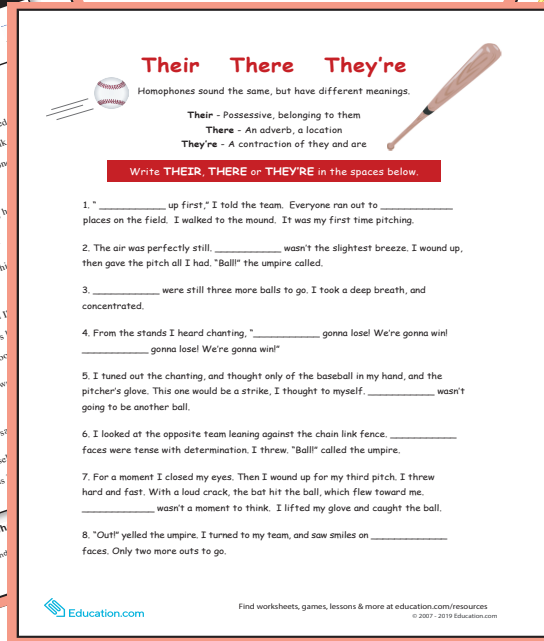 Their There They're
Homophones sound the same, but have different meanings.
Their - Possessive, belonging to them
There - An adverb, a location
They're - A contraction of they and are
Write THEIR, THERE or THEY'RE in the spaces below.
1. " ___________ up first," I told the team. Everyone ran out to ____________
places on the field. I walked to the mound. It was my first time pitching.
2. The air was perfectly still. ___________ wasn't the slightest breeze. I wound up,
then gave the pitch all I had. "Ball!" the umpire called.
3. ___________ were still three more balls to go. I took a deep breath, and
concentrated.
4. From the stands I heard chanting, "___________ gonna lose! We're gonna win!
___________ gonna lose! We're gonna win!"
5. I tuned out the chanting, and thought only of the baseball in my hand, and the
pitcher's glove. This one would be a strike, I thought to myself. ___________ wasn't
going to be another ball.
6. I looked at the opposite team leaning against the chain link fence. ___________
faces were tense with determination. I threw. "Ball!" called the umpire.
7. For a moment I closed my eyes. Then I wound up for my third pitch. I threw
hard and fast. With a loud crack, the bat hit the ball, which flew toward me.
____________ wasn't a moment to think. I lifted my glove and caught the ball.
8. "Out!" yelled the umpire. I turned to my team, and saw smiles on _____________
faces. Only two more outs to go.
Education.com
Find worksheets, games, lessons & more at education.com/resources
© 2007 - 2019 Education.com